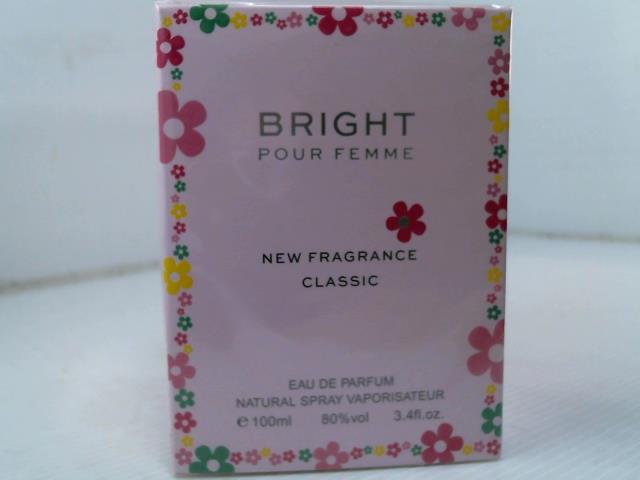 BRIGHT
POUR FEMME
NEW FRAGRANCE
CLASSIC
EAU DE PARFUM
NATURAL SPRAY VAPORISATEUR
℮100ml 80%vol 3.4fl.oz.